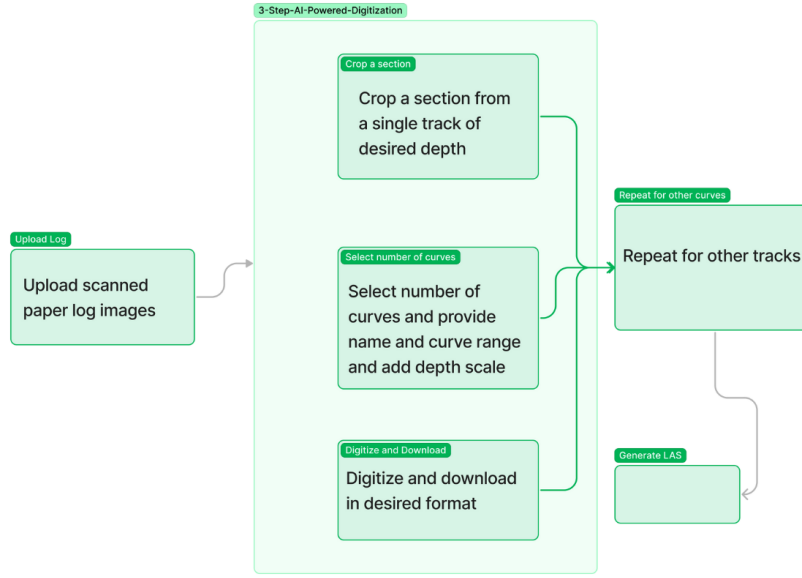 3-Step-AI-Powered-Digitization
Crop a section
Crop a section from
a single track of
desired depth
Upload Log
Upload scanned
paper log images
Select number of curves
Select number of
curves and provide
name and curve range
and add depth scale
Digitize and Download
Digitize and download
in desired format
Repeat for other curves
Repeat for other tracks
Generate LAS